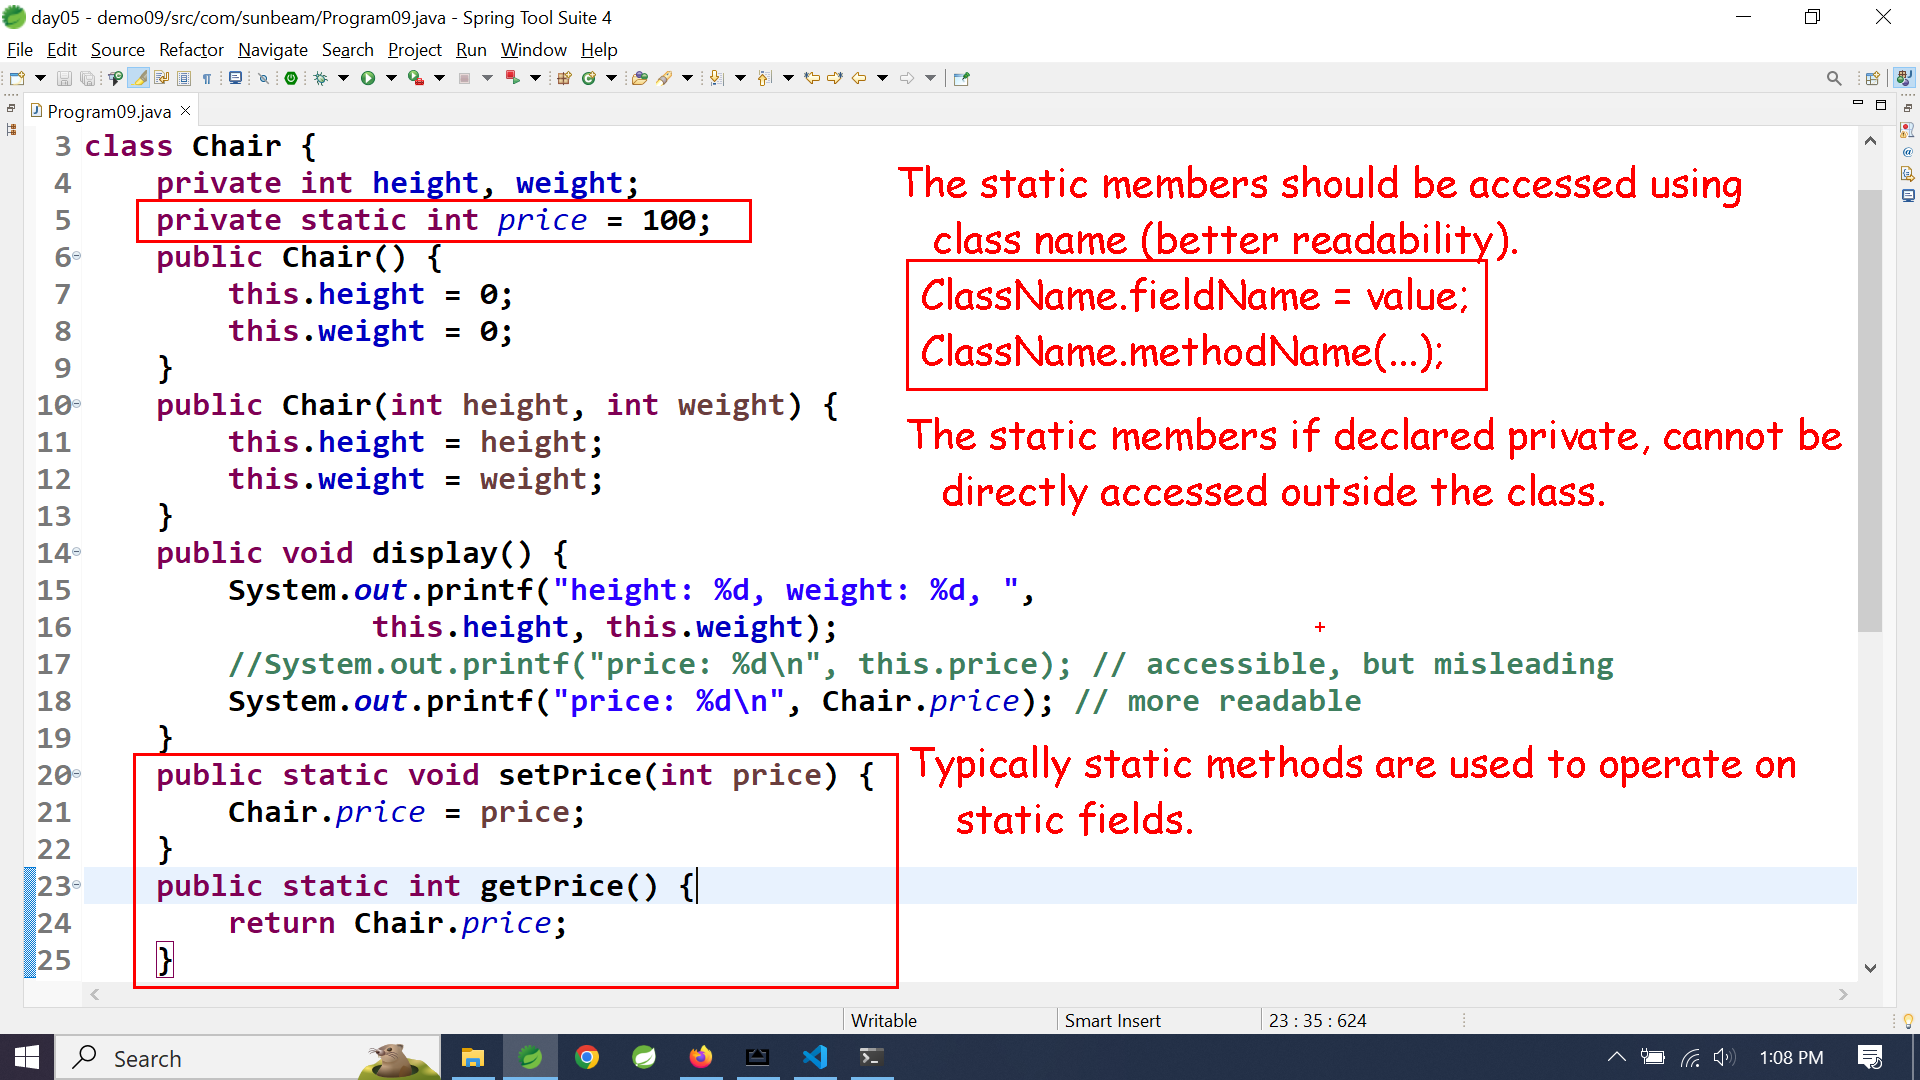 day05 - demo09/src/com/sunbeam/Program09.java - Spring Tool Suite 4
File Edit Source Refactor Navigate Search Project Run Window Help
Program09.java
3 class Chair {
4 private int height, weight;
5 private static int price = 100;
6 public Chair() {
7 this.height = 0;
8 this.weight = 0;
9 }
10 public Chair(int height, int weight) {
11 this.height = height;
12 this.weight = weight;
13 }
14 public void display() {
15 System.out.printf("height: %d, weight: %d, ",
16 this.height, this.weight);
17 //System.out.printf("price: %d\n", this.price); // accessible, but misleading
18 System.out.printf("price: %d\n", Chair.price); // more readable
19 }
20 public static void setPrice(int price) {
21 Chair.price = price;
22 }
23 public static int getPrice() {
24 return Chair.price;
25 }
The static members should be accessed using
class name (better readability).
ClassName.fieldName = value;
ClassName.methodName(...);
The static members if declared private, cannot be
directly accessed outside the class.
Typically static methods are used to operate on
static fields.
Writable Smart Insert 23 : 35 : 624
Search 1:08 PM